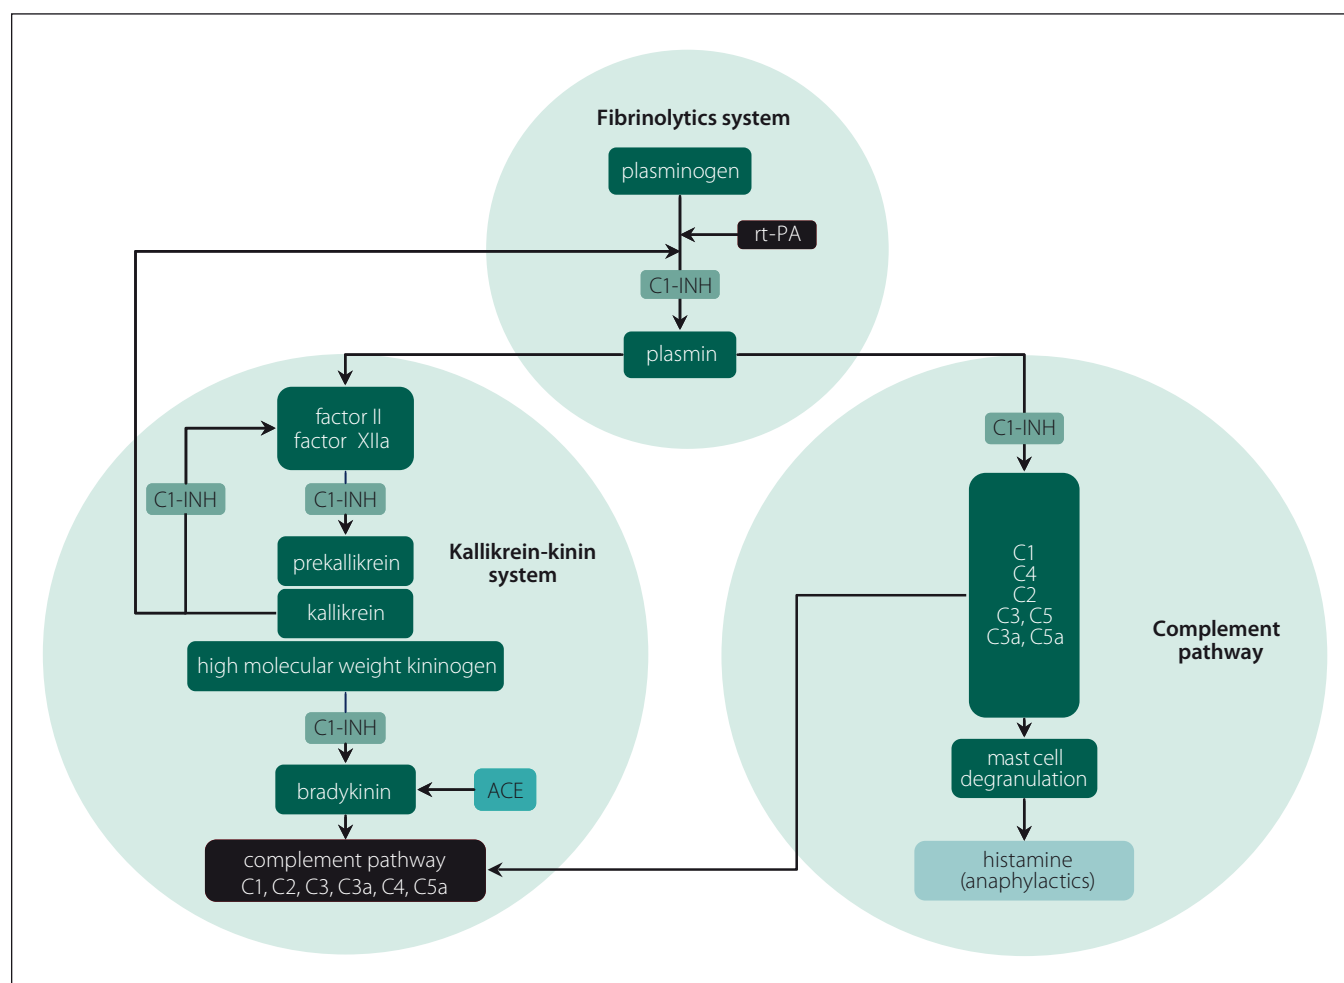 Fibrinolytics system
plasminogen
rt-PA
C1-INH
plasmin
factor II
factor XIIa
C1-INH
C1-INH
prekallikrein
kallikrein
high molecular weight kininogen
C1-INH
bradykinin
ACE
complement pathway
C1, C2, C3, C3a, C4, C5a
Kallikrein-kinin
system
C1-INH
C1
C4
C2
C3, C5
C3a, C5a
mast cell
degranulation
histamine
(anaphylactics)
Complement
pathway